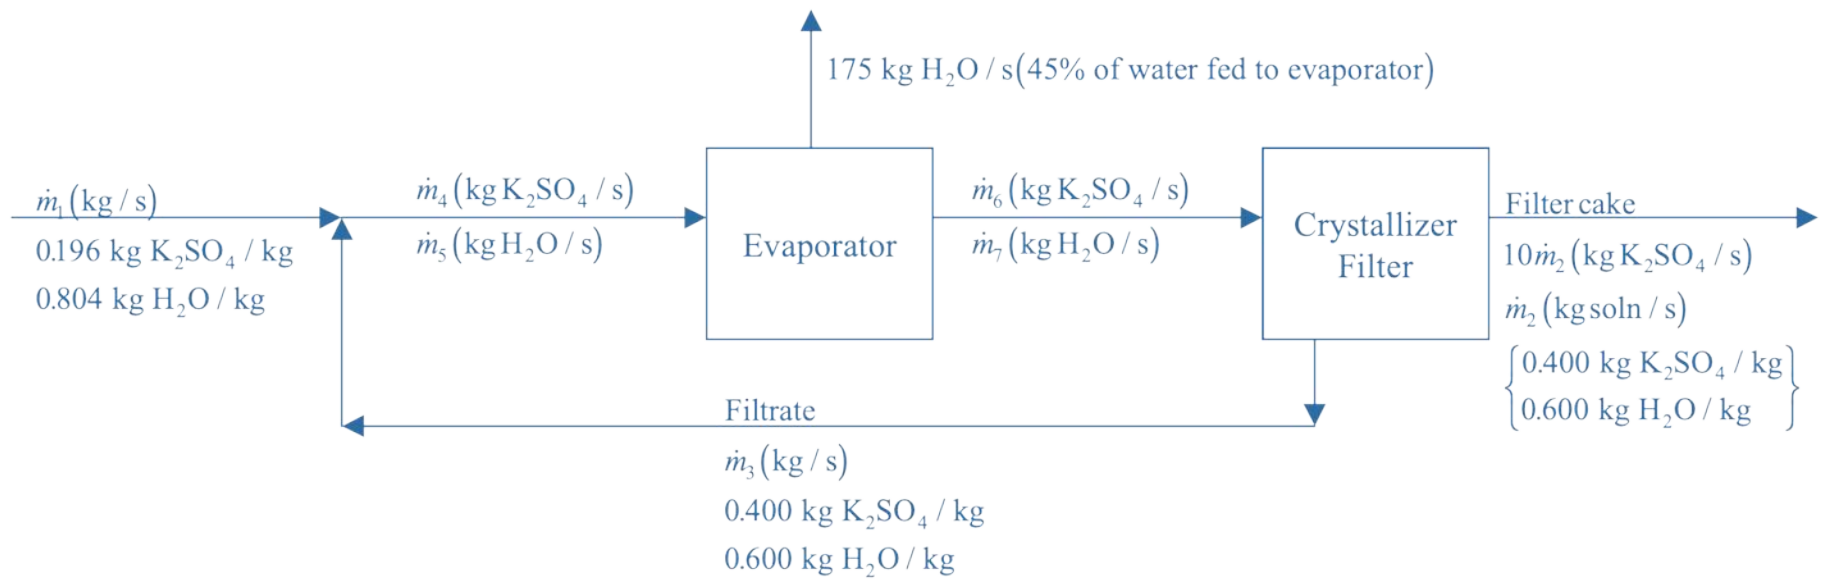 175 kg H₂O / s(45% of water fed to evaporator)
ṁ₁(kg / s)
0.196 kg K₂SO₄ / kg
0.804 kg H₂O / kg
ṁ₄(kg K₂SO₄ / s)
ṁ₅(kg H₂O / s)
Evaporator
ṁ₆(kg K₂SO₄ / s)
ṁ₇(kg H₂O / s)
Crystallizer
Filter
Filter cake
10ṁ₂(kg K₂SO₄ / s)
ṁ₂(kg soln / s)
{0.400 kg K₂SO₄ / kg
0.600 kg H₂O / kg}
Filtrate
ṁ₃(kg / s)
0.400 kg K₂SO₄ / kg
0.600 kg H₂O / kg